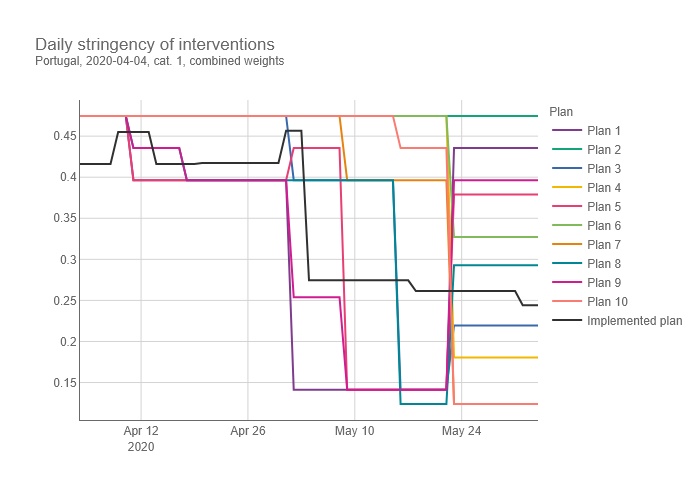 Daily stringency of interventions
Portugal, 2020-04-04, cat. 1, combined weights
Plan
Plan 1
Plan 2
Plan 3
Plan 4
Plan 5
Plan 6
Plan 7
Plan 8
Plan 9
Plan 10
Implemented plan
0.45
0.4
0.35
0.3
0.25
0.2
0.15
Apr 12
2020
Apr 26
May 10
May 24